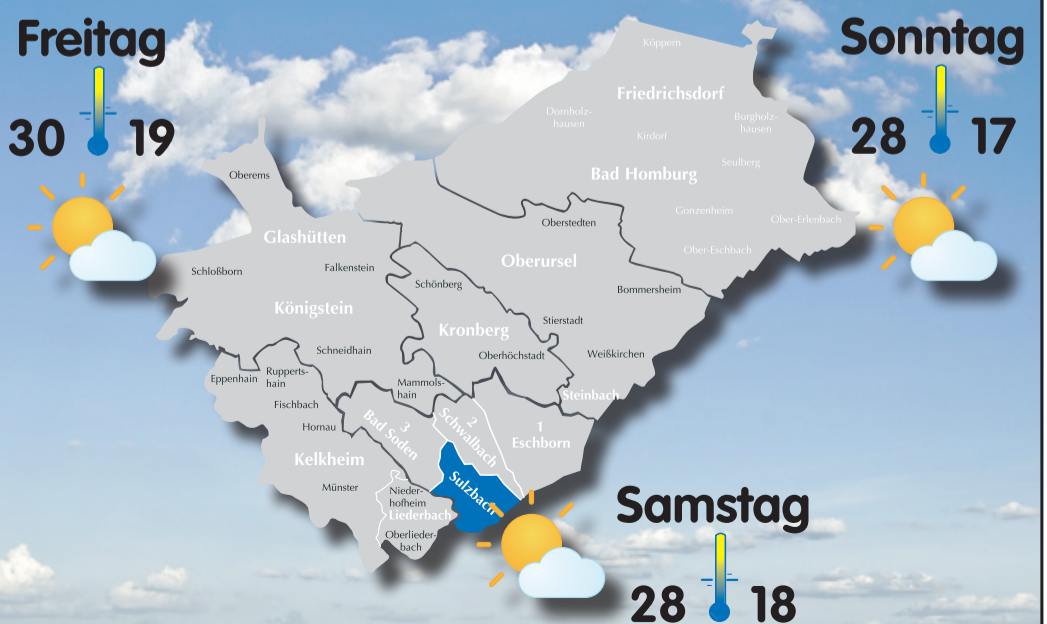 Freitag
30 19
Sonntag
28 17
Köppern
Friedrichsdorf
Dornholz-
hausen
Burgholz-
hausen
Kirdorf
Seulberg
Bad Homburg
Gonzenheim
Ober-Erlenbach
Ober-Eschbach
Oberems
Oberstedten
Glashütten
Oberursel
Schloßborn
Falkenstein
Schönberg
Bommersheim
Königstein
Kronberg
Stierstadt
Schneidhain
Oberhöchstadt
Weißkirchen
Eppenhain
Rupperts-
hain
Mammols-
hain
Steinbach
Fischbach
Hornau
3
Bad Soden
2
Schwalbach
1
Eschborn
Kelkheim
Münster
Sulzbach
Nieder-
hofheim
Liederbach
Oberlieder-
bach
Samstag
28 18